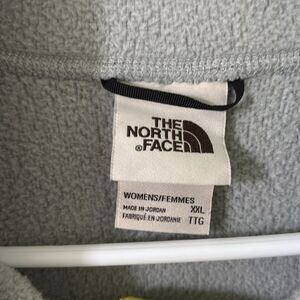 THE
NORTH
®FACE
WOMENS/FEMMES
MADE IN JORDAN XXL
FABRIQUÉ EN JORDANIE TTG